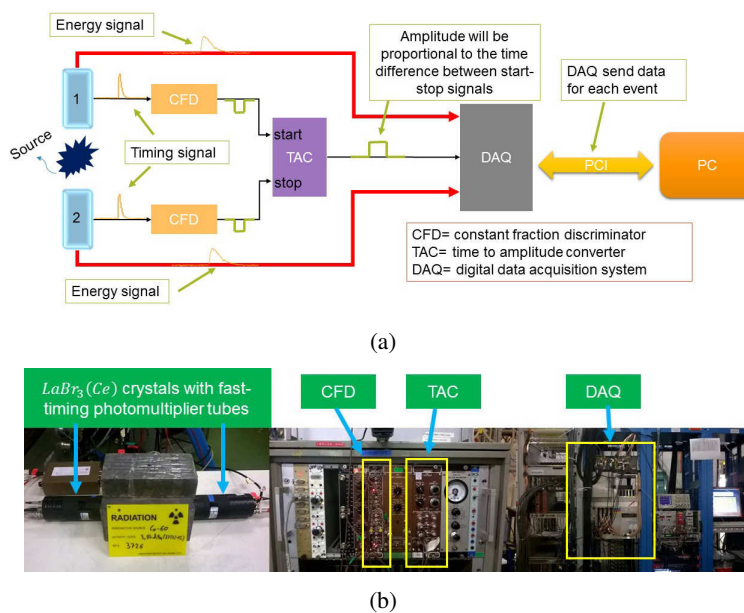 Energy signal
Amplitude will be
proportional to the time
difference between start-
stop signals
DAQ send data
for each event
1
CFD
start
Source
Timing signal
TAC
DAQ
PCI
PC
stop
2
CFD
Energy signal
CFD= constant fraction discriminator
TAC= time to amplitude converter
DAQ= digital data acquisition system
(a)
LaBr₃(Ce) crystals with fast-
timing photomultiplier tubes
CFD
TAC
DAQ
RADIATION
Co-60
3726
(b)